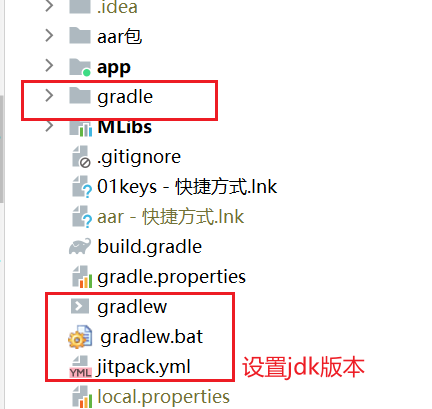 .idea
aar包
app
gradle
MLibs
.gitignore
01keys - 快捷方式.lnk
aar - 快捷方式.lnk
build.gradle
gradle.properties
gradlew
gradlew.bat
YML jitpack.yml 设置jdk版本
local.properties